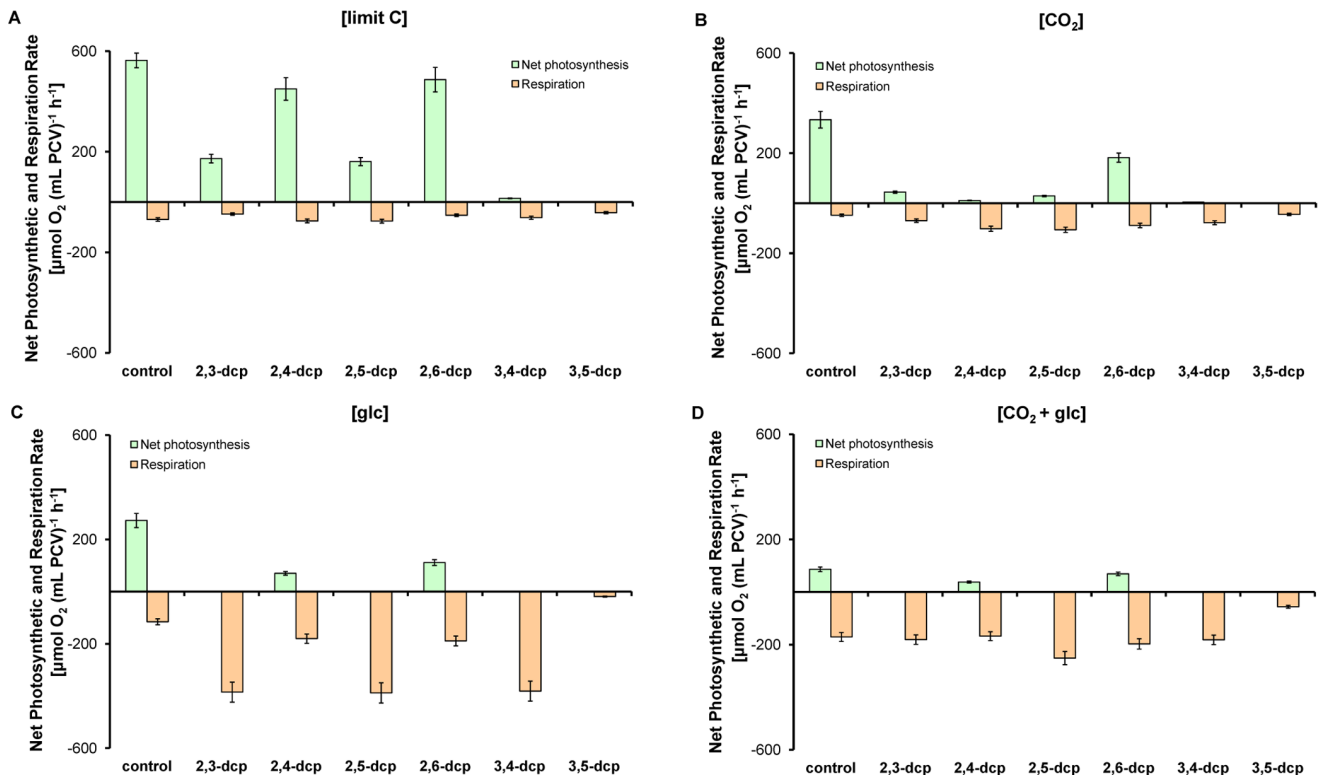 A
[limit C]
Net Photosynthetic and Respiration Rate
[µmol O₂ (mL PCV)⁻¹ h⁻¹]
600
200
-200
-600
Net photosynthesis
Respiration
control 2,3-dcp 2,4-dcp 2,5-dcp 2,6-dcp 3,4-dcp 3,5-dcp
B
[CO₂]
Net Photosynthetic and Respiration Rate
[µmol O₂ (mL PCV)⁻¹ h⁻¹]
600
200
-200
-600
Net photosynthesis
Respiration
control 2,3-dcp 2,4-dcp 2,5-dcp 2,6-dcp 3,4-dcp 3,5-dcp
C
[glc]
Net Photosynthetic and Respiration Rate
[µmol O₂ (mL PCV)⁻¹ h⁻¹]
600
200
-200
-600
Net photosynthesis
Respiration
control 2,3-dcp 2,4-dcp 2,5-dcp 2,6-dcp 3,4-dcp 3,5-dcp
D
[CO₂ + glc]
Net Photosynthetic and Respiration Rate
[µmol O₂ (mL PCV)⁻¹ h⁻¹]
600
200
-200
-600
Net photosynthesis
Respiration
control 2,3-dcp 2,4-dcp 2,5-dcp 2,6-dcp 3,4-dcp 3,5-dcp